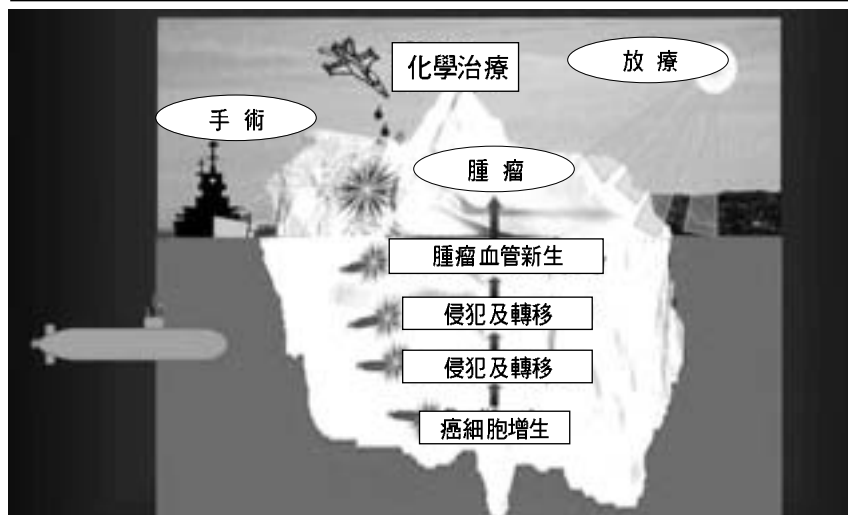 化學治療
放療
手術
腫瘤
腫瘤血管新生
侵犯及轉移
侵犯及轉移
癌細胞增生